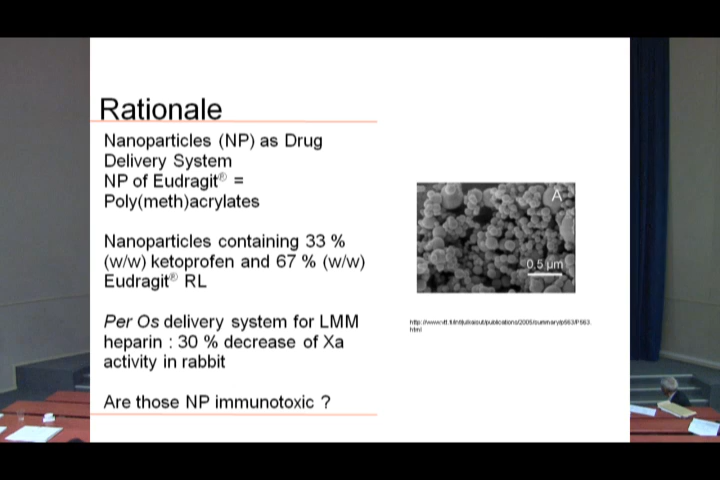 Rationale
Nanoparticles (NP) as Drug
Delivery System
NP of Eudragit® =
Poly(meth)acrylates
Nanoparticles containing 33 %
(w/w) ketoprofen and 67 % (w/w)
Eudragit® RL
Per Os delivery system for LMM
heparin : 30 % decrease of Xa
activity in rabbit
Are those NP immunotoxic ?
A
0.5 µm
html